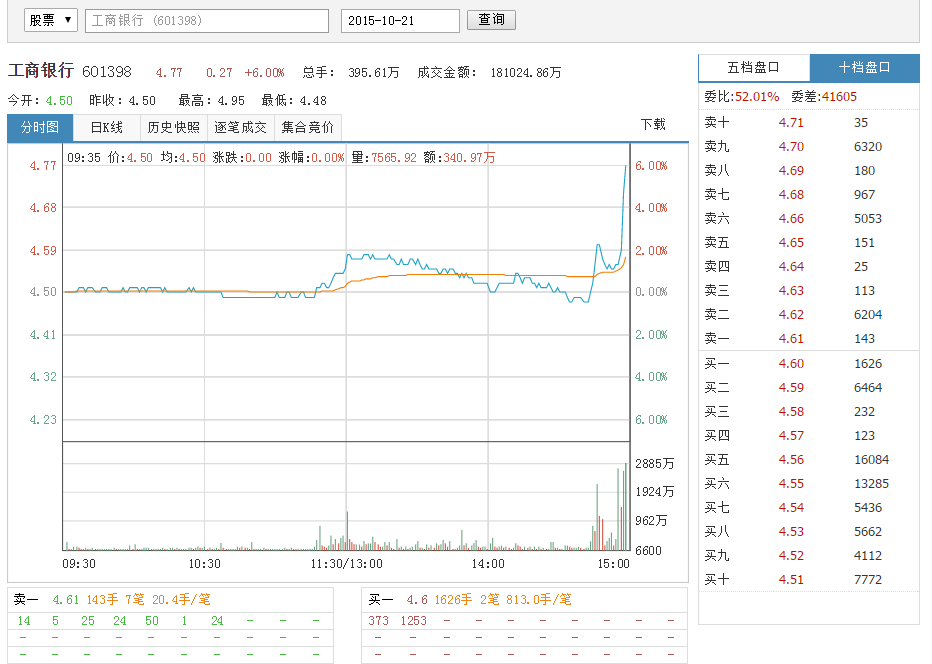 股票 ▼ 工商银行 (601398) 2015-10-21 查询
工商银行 601398 4.77 0.27 +6.00% 总手: 395.61万 成交金额: 181024.86万
今开: 4.50 昨收: 4.50 最高: 4.95 最低: 4.48
分时图 日K线 历史快照 逐笔成交 集合竞价 下载
09:35 价:4.50 均:4.50 涨跌:0.00 涨幅:0.00% 量:7565.92 额:340.97万
4.77 6.00%
4.68 4.00%
4.59 2.00%
4.50 0.00%
4.41 2.00%
4.32 4.00%
4.23 6.00%
2885万
1924万
962万
6600
09:30 10:30 11:30/13:00 14:00 15:00
卖一 4.61 143手 7笔 20.4手/笔
14 5 25 24 50 1 24 – – –
– – – – – – – – – –
– – – – – – – – – –
买一 4.6 1626手 2笔 813.0手/笔
373 1253 – – – – – – – –
– – – – – – – – – –
– – – – – – – – – –
五档盘口 十档盘口
委比:52.01% 委差:41605
卖十 4.71 35
卖九 4.70 6320
卖八 4.69 180
卖七 4.68 967
卖六 4.66 5053
卖五 4.65 151
卖四 4.64 25
卖三 4.63 113
卖二 4.62 6204
卖一 4.61 143
买一 4.60 1626
买二 4.59 6464
买三 4.58 232
买四 4.57 123
买五 4.56 16084
买六 4.55 13285
买七 4.54 5436
买八 4.53 5662
买九 4.52 4112
买十 4.51 7772